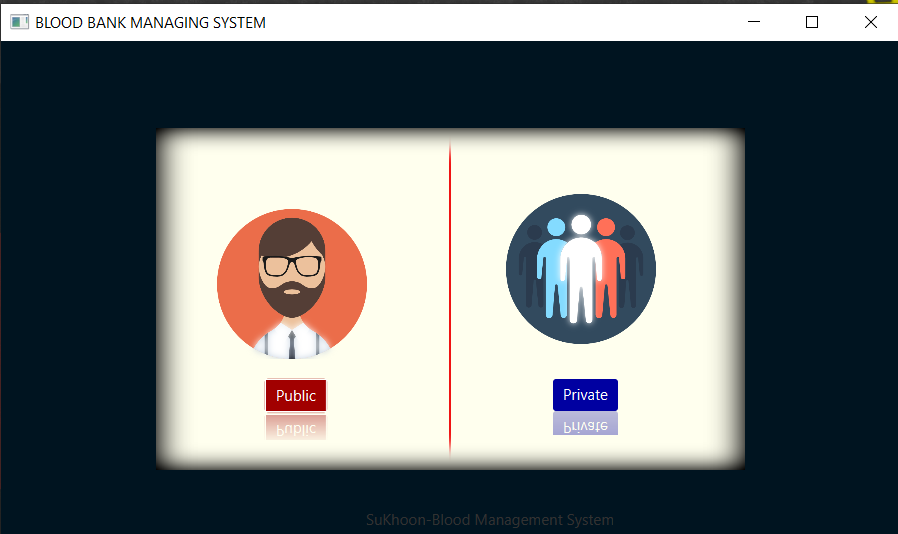 BLOOD BANK MANAGING SYSTEM
Public
Private
Public
Private
SuKhoon-Blood Management System